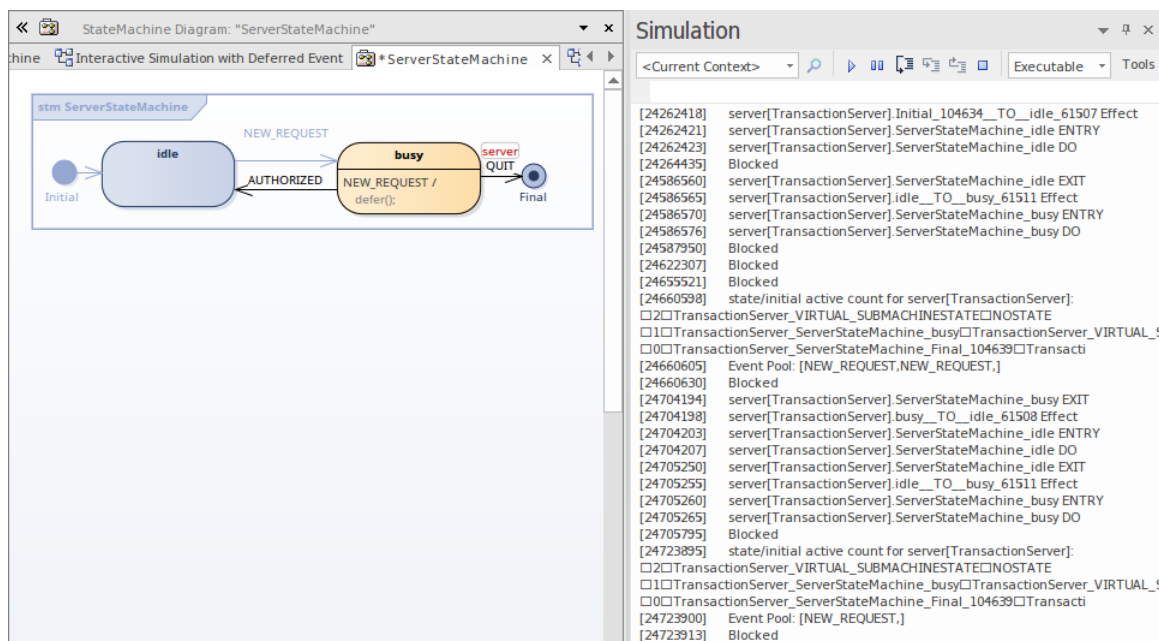 StateMachine Diagram: "ServerStateMachine"
hine Interactive Simulation with Deferred Event *ServerStateMachine
stm ServerStateMachine
NEW_REQUEST
idle
busy
server
QUIT
AUTHORIZED
NEW_REQUEST /
defer();
Initial
Final
Simulation
<Current Context> Executable Tools
[24262418] server[TransactionServer].Initial_104634__TO__idle_61507 Effect
[24262421] server[TransactionServer].ServerStateMachine_idle ENTRY
[24262423] server[TransactionServer].ServerStateMachine_idle DO
[24264435] Blocked
[24586560] server[TransactionServer].ServerStateMachine_idle EXIT
[24586565] server[TransactionServer].idle__TO__busy_61511 Effect
[24586570] server[TransactionServer].ServerStateMachine_busy ENTRY
[24586576] server[TransactionServer].ServerStateMachine_busy DO
[24587950] Blocked
[24622307] Blocked
[24655521] Blocked
[24660598] state/initial active count for server[TransactionServer]:
□2□TransactionServer_VIRTUAL_SUBMACHINESTATE□NOSTATE
□1□TransactionServer_ServerStateMachine_busy□TransactionServer_VIRTUAL_S
□0□TransactionServer_ServerStateMachine_Final_104639□Transacti
[24660605] Event Pool: [NEW_REQUEST,NEW_REQUEST,]
[24660630] Blocked
[24704194] server[TransactionServer].ServerStateMachine_busy EXIT
[24704198] server[TransactionServer].busy__TO__idle_61508 Effect
[24704203] server[TransactionServer].ServerStateMachine_idle ENTRY
[24704207] server[TransactionServer].ServerStateMachine_idle DO
[24705250] server[TransactionServer].ServerStateMachine_idle EXIT
[24705255] server[TransactionServer].idle__TO__busy_61511 Effect
[24705260] server[TransactionServer].ServerStateMachine_busy ENTRY
[24705265] server[TransactionServer].ServerStateMachine_busy DO
[24705795] Blocked
[24723895] state/initial active count for server[TransactionServer]:
□2□TransactionServer_VIRTUAL_SUBMACHINESTATE□NOSTATE
□1□TransactionServer_ServerStateMachine_busy□TransactionServer_VIRTUAL_S
□0□TransactionServer_ServerStateMachine_Final_104639□Transacti
[24723900] Event Pool: [NEW_REQUEST,]
[24723913] Blocked